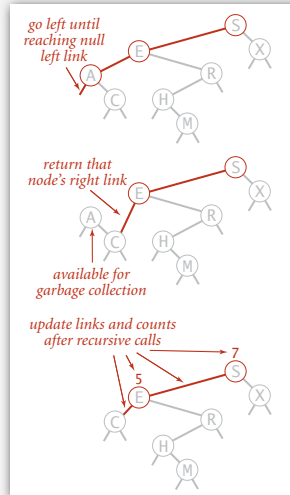 go left until
reaching null
left link
S
E
X
A
R
C
H
M
return that
node's right link
S
E
X
A
R
C
H
M
available for
garbage collection
update links and counts
after recursive calls
7
5
S
E
X
C
R
H
M